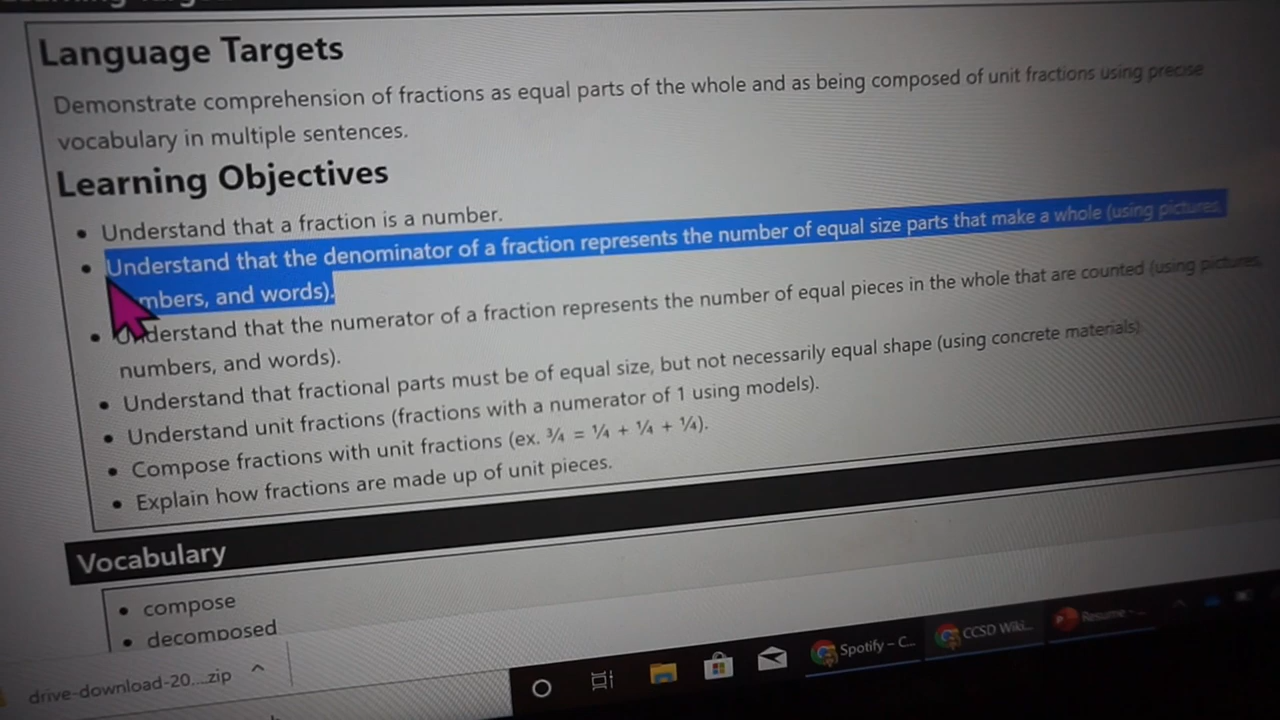 Language Targets
Demonstrate comprehension of fractions as equal parts of the whole and as being composed of unit fractions using precise
vocabulary in multiple sentences.
Learning Objectives
• Understand that a fraction is a number.
• Understand that the denominator of a fraction represents the number of equal size parts that make a whole (using pictures,
mbers, and words).
• Understand that the numerator of a fraction represents the number of equal pieces in the whole that are counted (using pictures,
numbers, and words).
• Understand that fractional parts must be of equal size, but not necessarily equal shape (using concrete materials)
• Understand unit fractions (fractions with a numerator of 1 using models).
• Compose fractions with unit fractions (ex. ¾ = ¼ + ¼ + ¼).
• Explain how fractions are made up of unit pieces.
Vocabulary
• compose
• decomposed
drive-download-20....zip
Spotify – C...
CCSD Wiki...
Resume -...